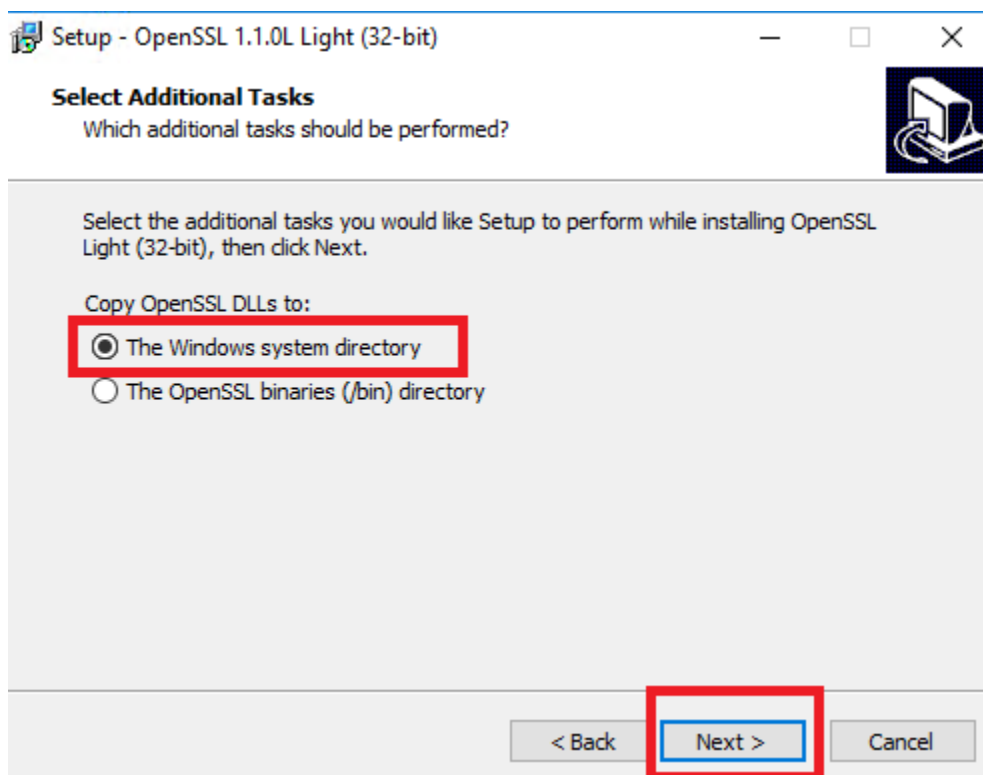 Setup - OpenSSL 1.1.0L Light (32-bit)
Select Additional Tasks
Which additional tasks should be performed?
Select the additional tasks you would like Setup to perform while installing OpenSSL
Light (32-bit), then click Next.
Copy OpenSSL DLLs to:
The Windows system directory
The OpenSSL binaries (/bin) directory
< Back Next > Cancel